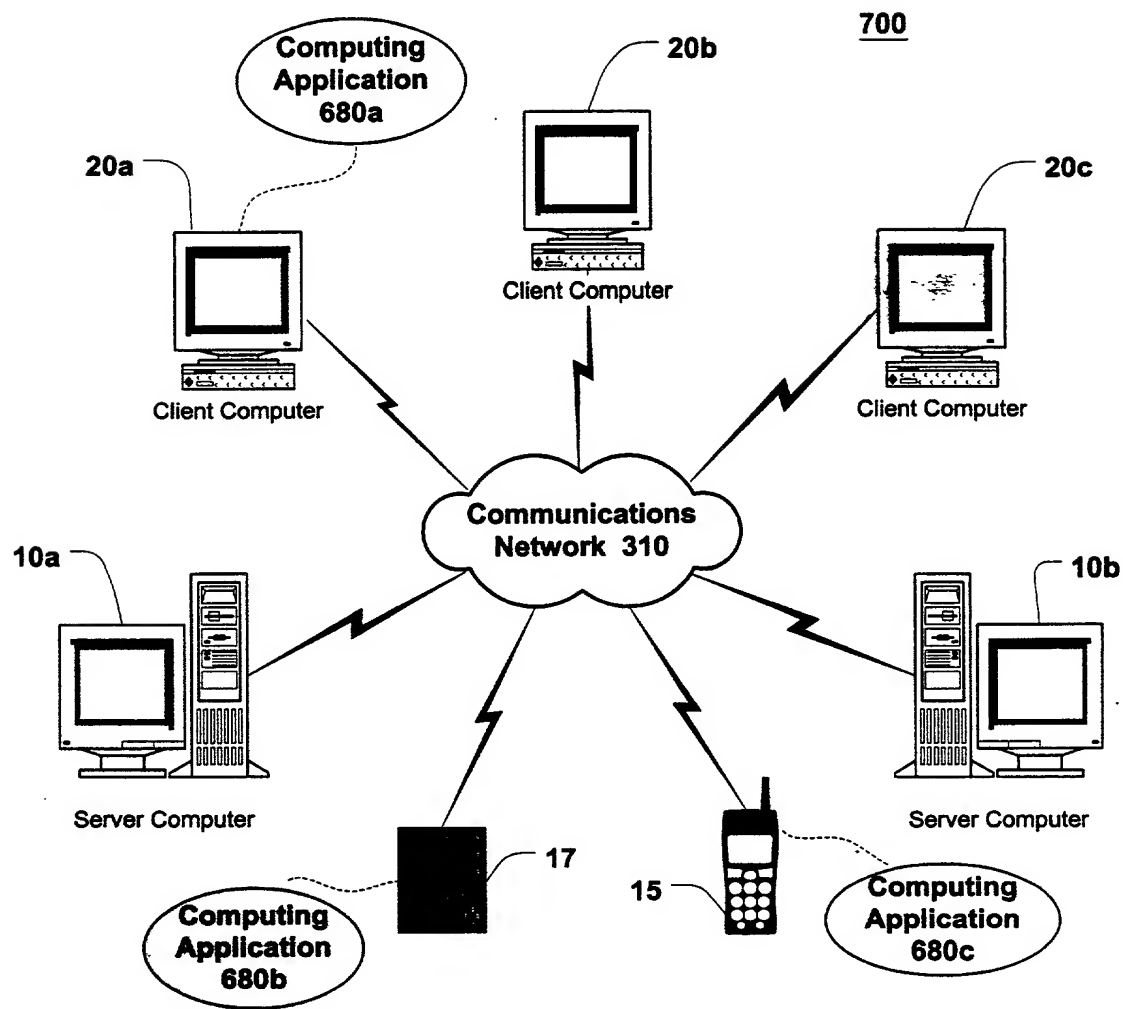 700
Computing
Application
680a
20b
20a
20c
Client Computer
Client Computer
Client Computer
Communications
Network 310
10a
10b
Server Computer
Server Computer
17
15
Computing
Application
680b
Computing
Application
680c